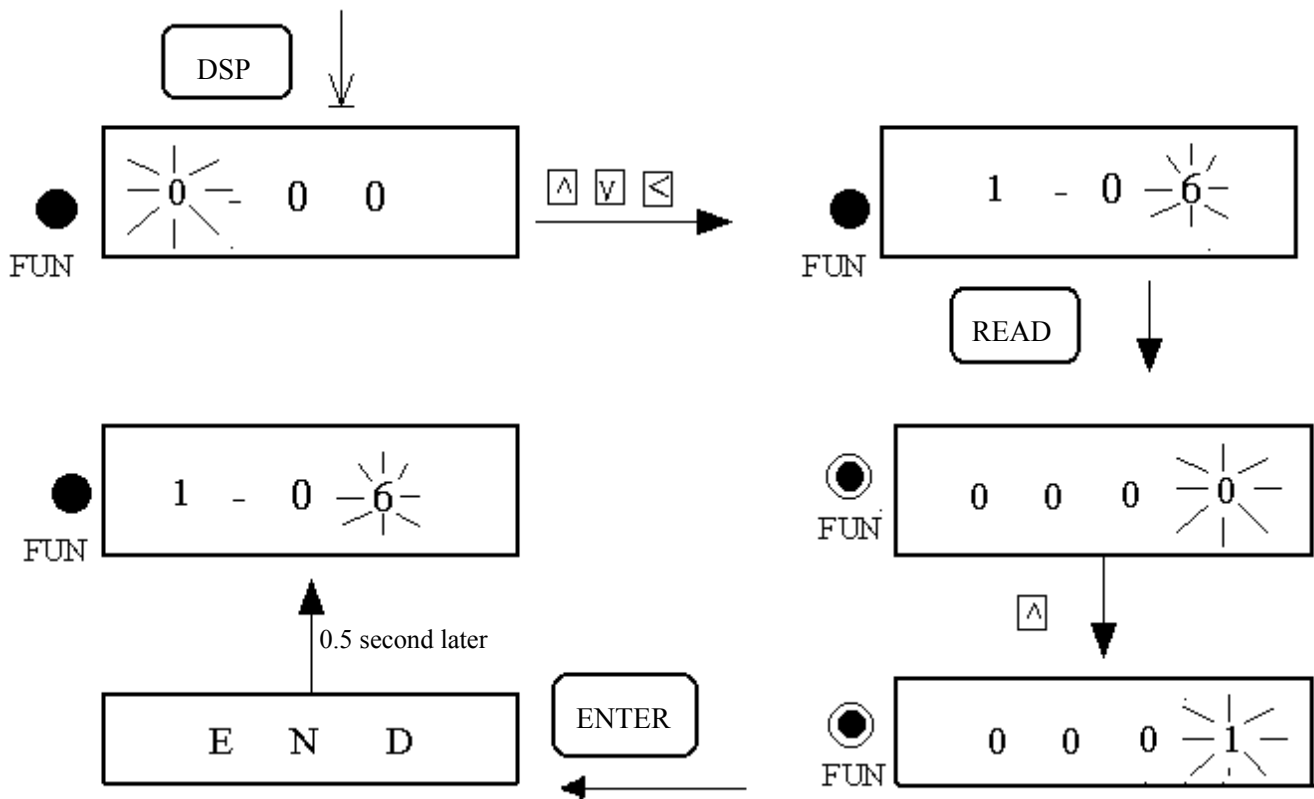 DSP
0 - 0 0
FUN
^ v <
1 - 0 6
FUN
READ
0 0 0 0
FUN
^
0 0 0 1
FUN
ENTER
E N D
0.5 second later
1 - 0 6
FUN